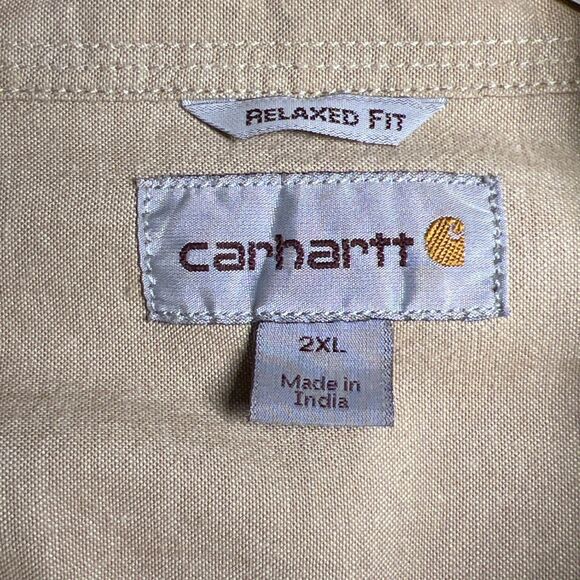 RELAXED FIT
carhartt
2XL
Made in
India